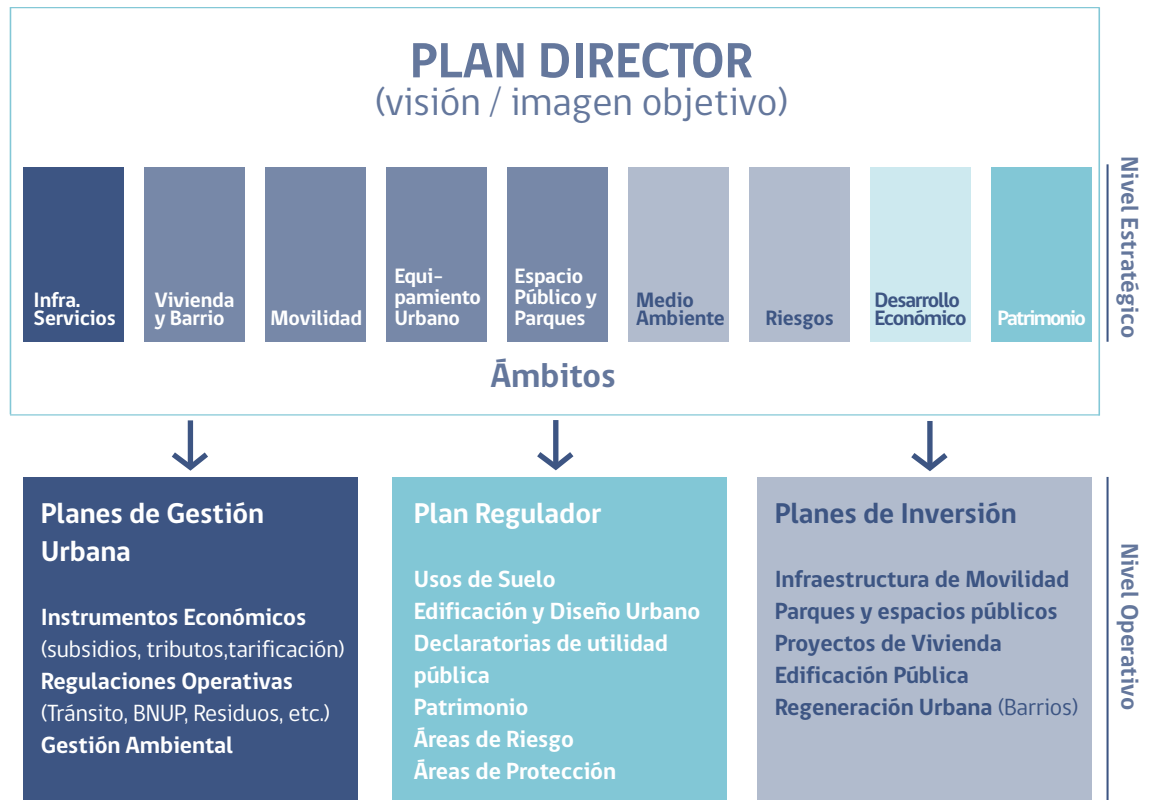 PLAN DIRECTOR
(visión / imagen objetivo)
Infra.
Servicios
Vivienda
y Barrio
Movilidad
Equi-
pamiento
Urbano
Espacio
Público y
Parques
Medio
Ambiente
Riesgos
Desarrollo
Económico
Patrimonio
Ámbitos
Nivel Estratégico
Planes de Gestión
Urbana
Instrumentos Económicos
(subsidios, tributos,tarificación)
Regulaciones Operativas
(Tránsito, BNUP, Residuos, etc.)
Gestión Ambiental
Plan Regulador
Usos de Suelo
Edificación y Diseño Urbano
Declaratorias de utilidad
pública
Patrimonio
Áreas de Riesgo
Áreas de Protección
Planes de Inversión
Infraestructura de Movilidad
Parques y espacios públicos
Proyectos de Vivienda
Edificación Pública
Regeneración Urbana (Barrios)
Nivel Operativo